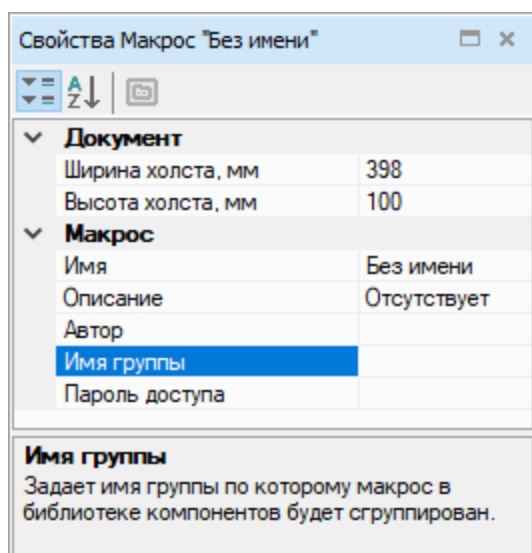 Свойства Макрос "Без имени"
Документ
Ширина холста, мм 398
Высота холста, мм 100
Макрос
Имя Без имени
Описание Отсутствует
Автор
Имя группы
Пароль доступа
Имя группы
Задает имя группы по которому макрос в
библиотеке компонентов будет сгруппирован.